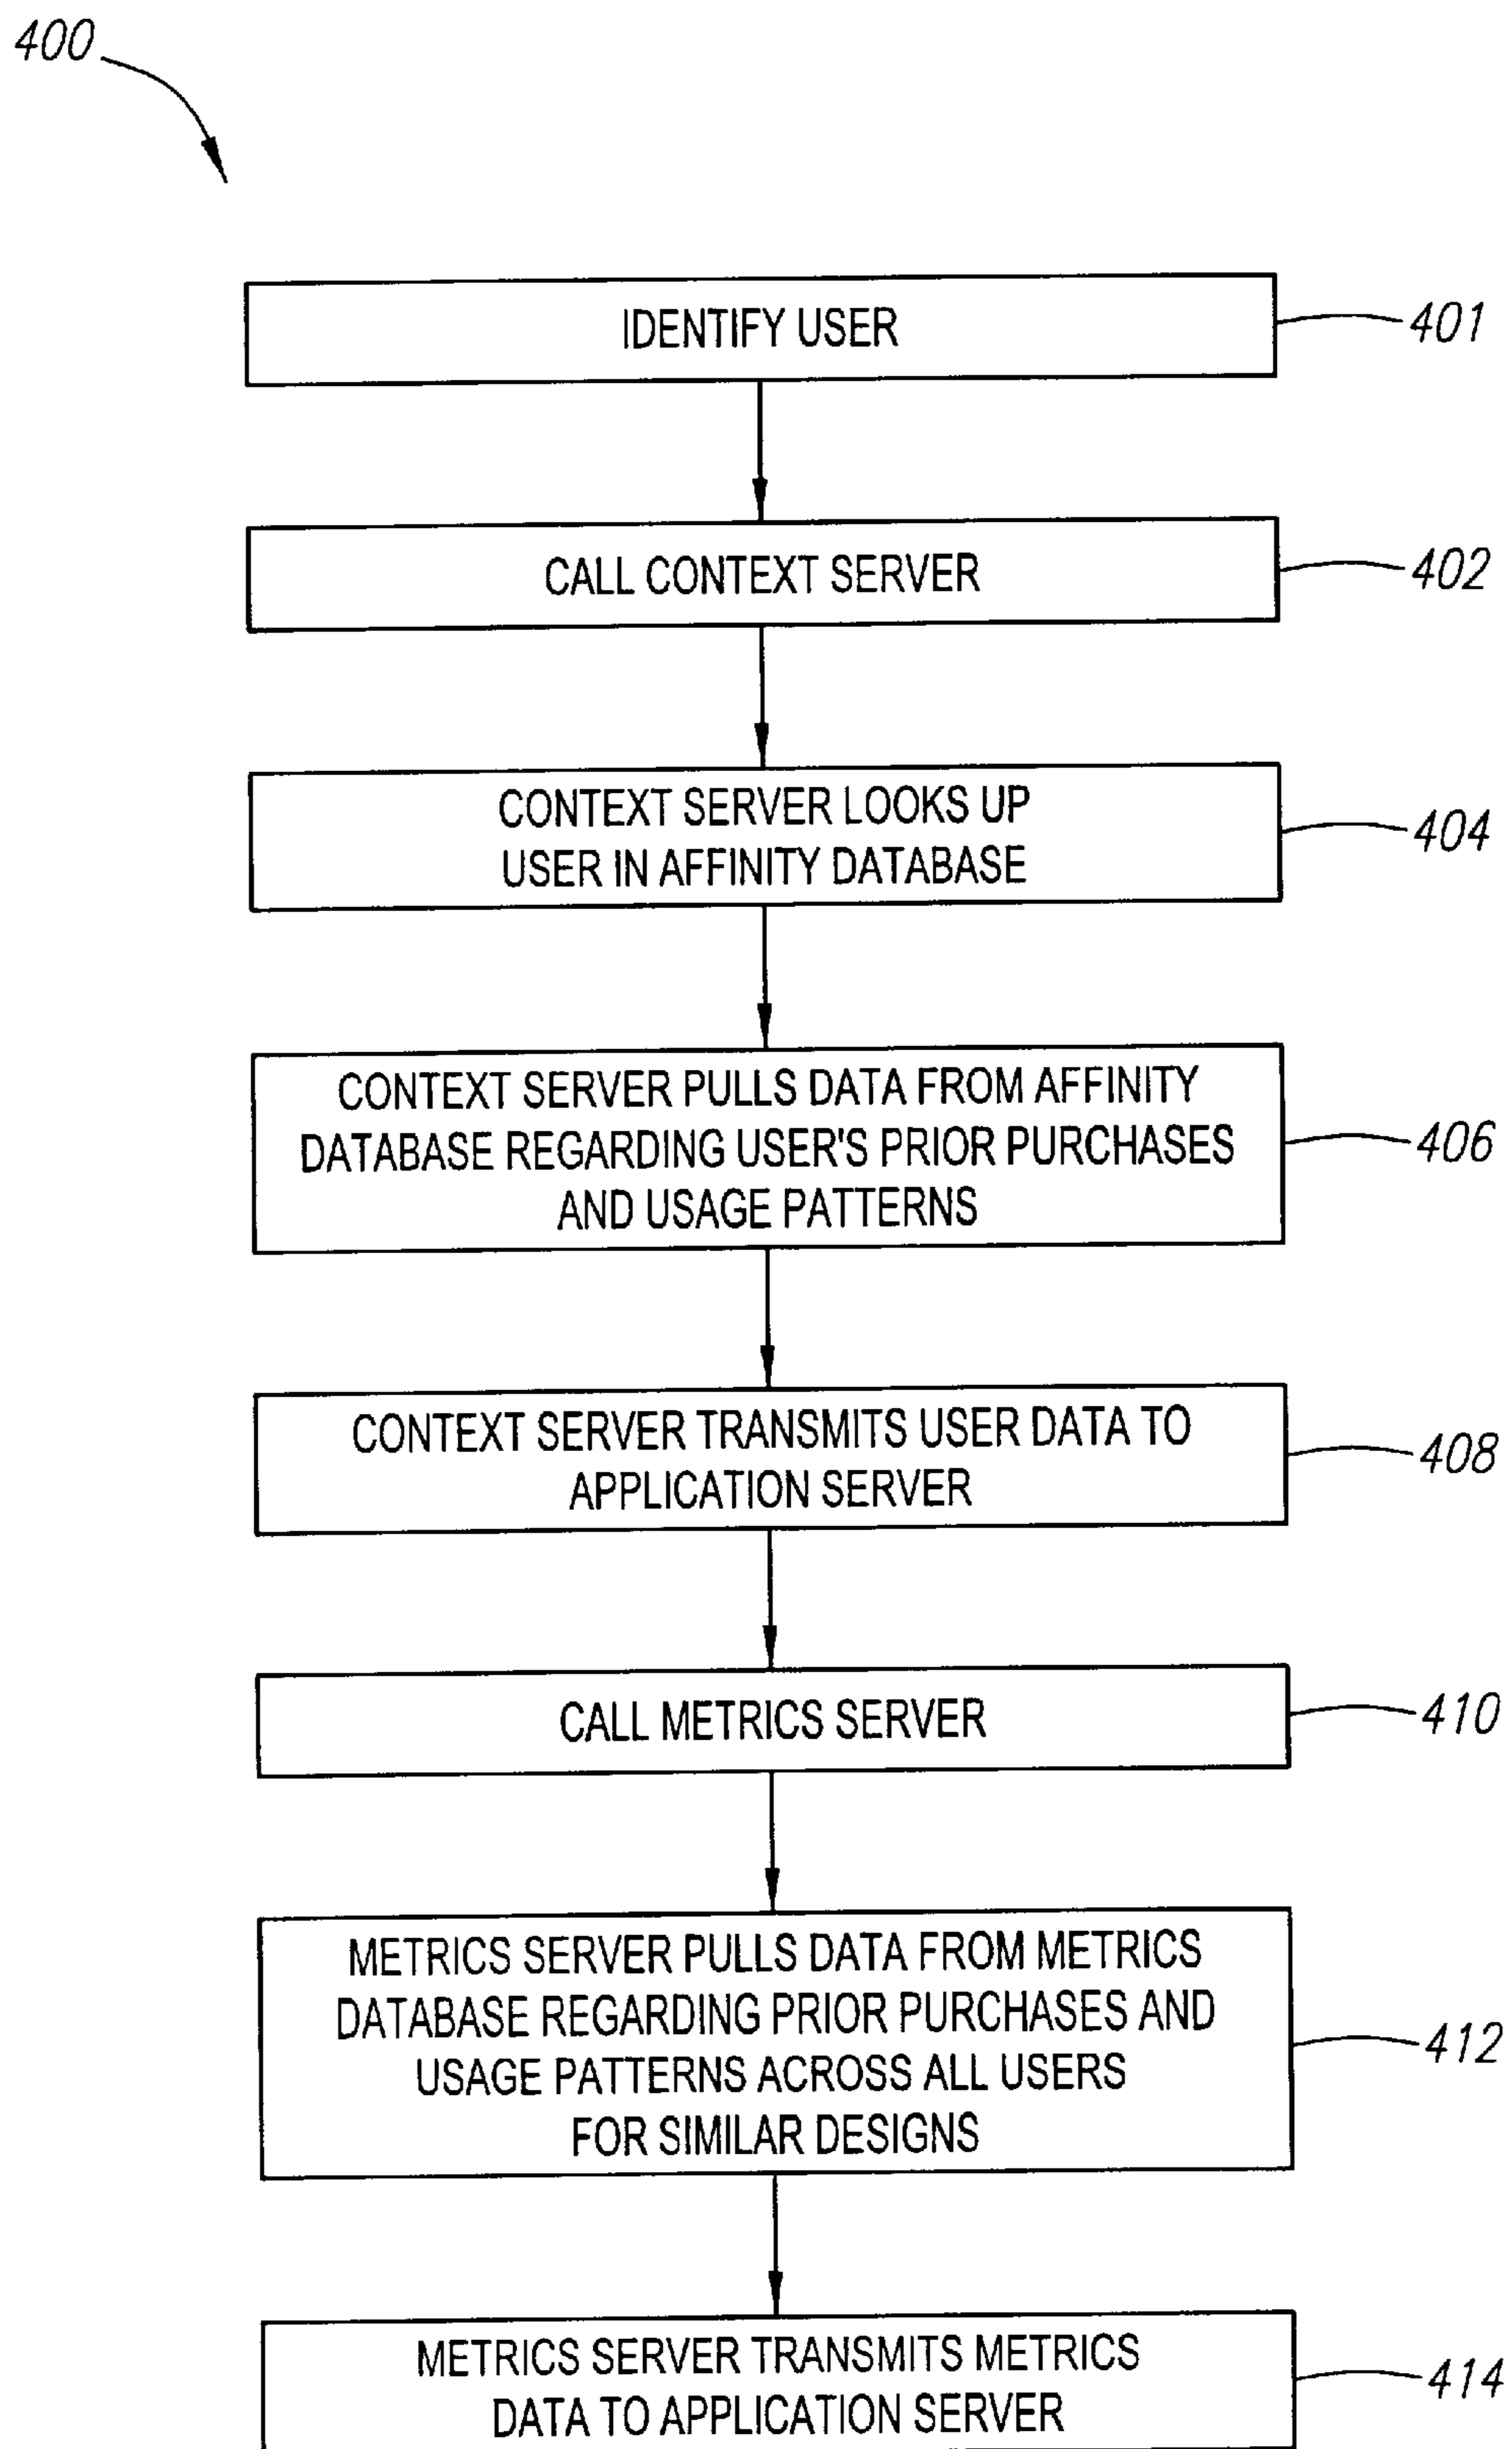 400
IDENTIFY USER
401
CALL CONTEXT SERVER
402
CONTEXT SERVER LOOKS UP
USER IN AFFINITY DATABASE
404
CONTEXT SERVER PULLS DATA FROM AFFINITY
DATABASE REGARDING USER'S PRIOR PURCHASES
AND USAGE PATTERNS
406
CONTEXT SERVER TRANSMITS USER DATA TO
APPLICATION SERVER
408
CALL METRICS SERVER
410
METRICS SERVER PULLS DATA FROM METRICS
DATABASE REGARDING PRIOR PURCHASES AND
USAGE PATTERNS ACROSS ALL USERS
FOR SIMILAR DESIGNS
412
METRICS SERVER TRANSMITS METRICS
DATA TO APPLICATION SERVER
414